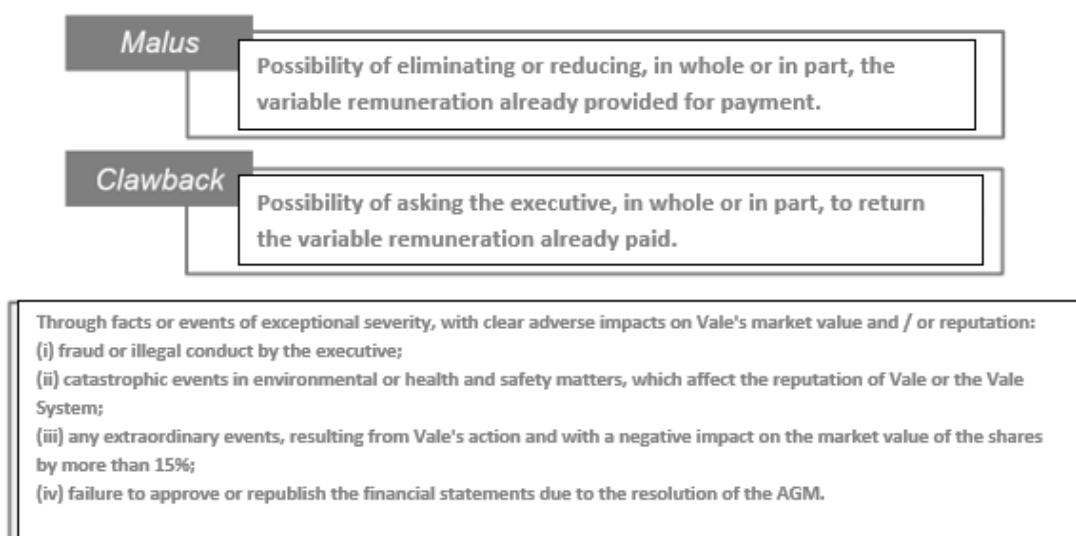 Malus
Possibility of eliminating or reducing, in whole or in part, the
variable remuneration already provided for payment.
Clawback
Possibility of asking the executive, in whole or in part, to return
the variable remuneration already paid.
Through facts or events of exceptional severity, with clear adverse impacts on Vale's market value and / or reputation:
(i) fraud or illegal conduct by the executive;
(ii) catastrophic events in environmental or health and safety matters, which affect the reputation of Vale or the Vale
System;
(iii) any extraordinary events, resulting from Vale's action and with a negative impact on the market value of the shares
by more than 15%;
(iv) failure to approve or republish the financial statements due to the resolution of the AGM.